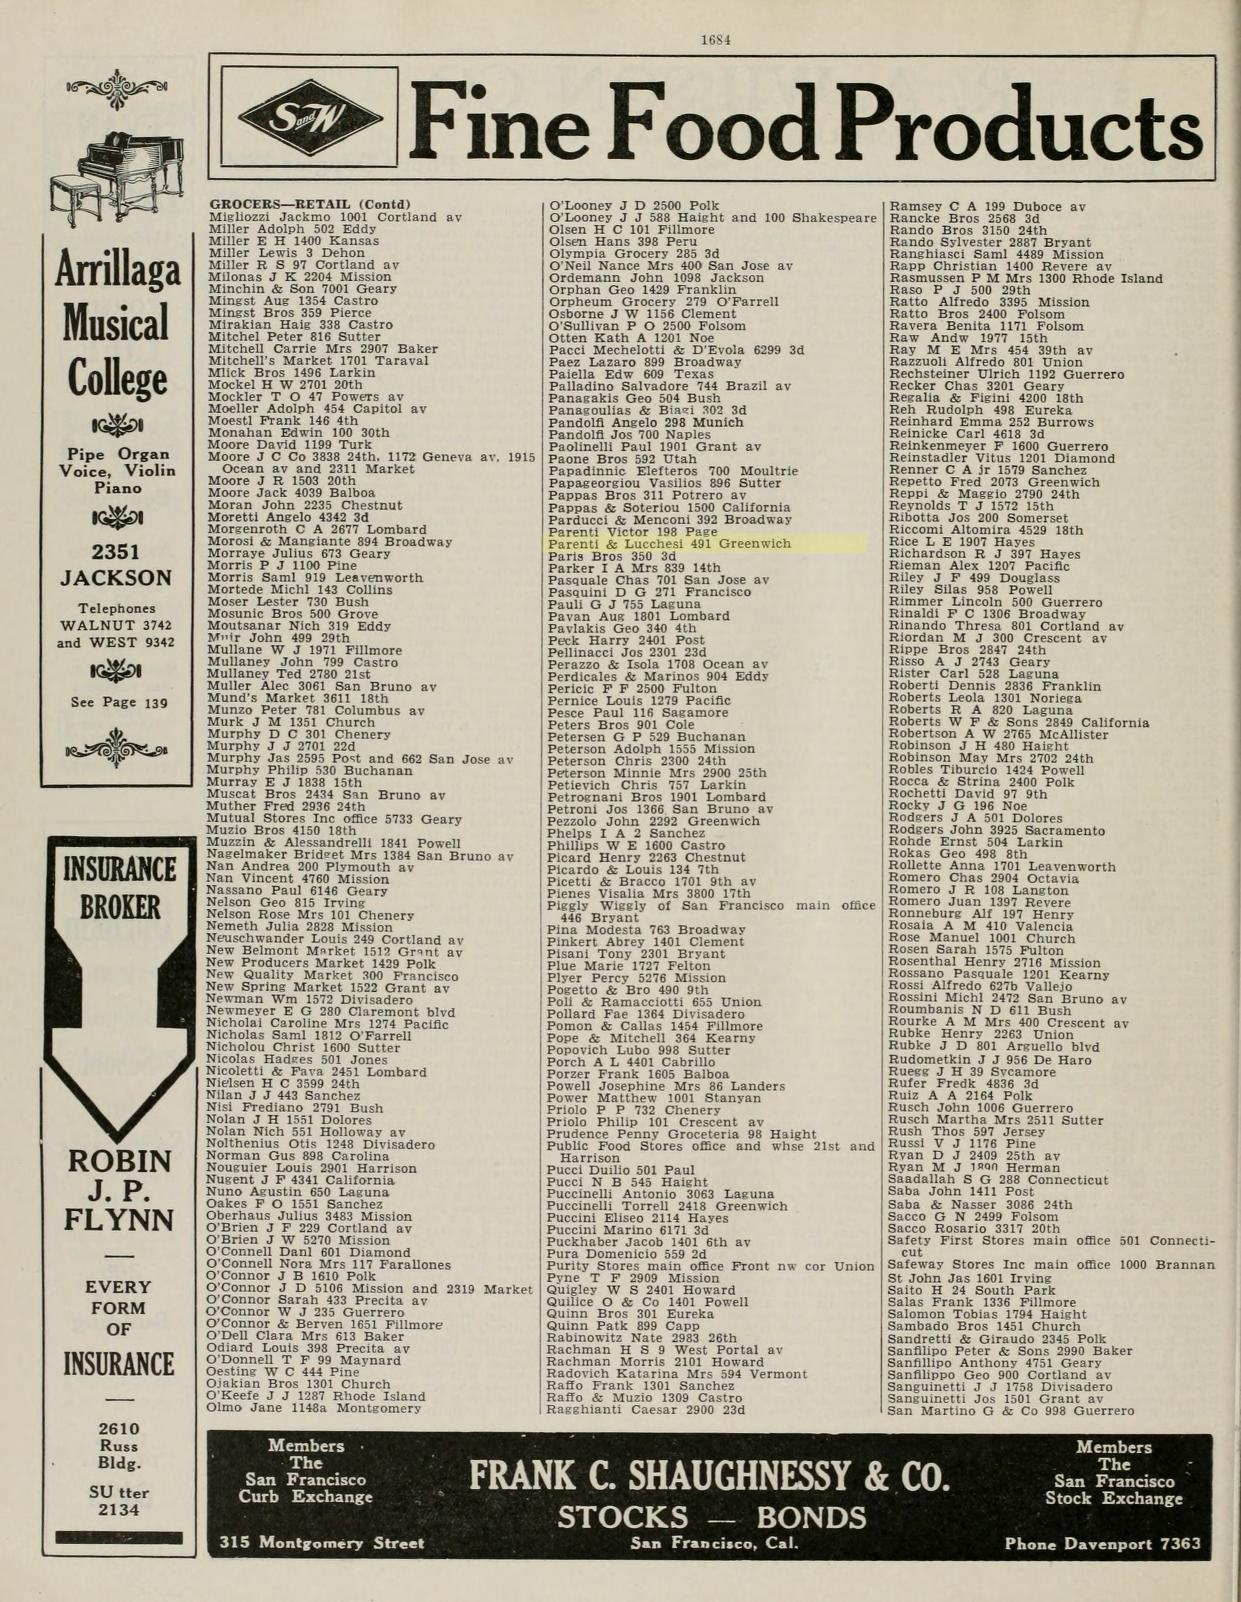 1684
S and W
Fine Food Products
Arrillaga
Musical
College
Pipe Organ
Voice, Violin
Piano
2351
JACKSON
Telephones
WALNUT 3742
and WEST 9342
See Page 139
INSURANCE
BROKER
ROBIN
J. P.
FLYNN
EVERY
FORM
OF
INSURANCE
2610
Russ
Bldg.
SU tter
2134
GROCERS—RETAIL (Contd)
Migliozzi Jackmo 1001 Cortland av
Miller Adolph 502 Eddy
Miller E H 1400 Kansas
Miller Lewis 3 Dehon
Miller R S 97 Cortland av
Milonas J K 2204 Mission
Minchin & Son 7001 Geary
Mingst Aug 1354 Castro
Mingst Bros 359 Pierce
Mirakian Haig 338 Castro
Mitchel Peter 816 Sutter
Mitchell Carrie Mrs 2907 Baker
Mitchell's Market 1701 Taraval
Mlick Bros 1496 Larkin
Mockel H W 2701 20th
Mockler T O 47 Powers av
Moeller Adolph 454 Capitol av
Moestl Frank 146 4th
Monahan Edwin 100 30th
Moore David 1199 Turk
Moore J C Co 3838 24th, 1172 Geneva av, 1915
Ocean av and 2311 Market
Moore J R 1503 20th
Moore Jack 4039 Balboa
Moran John 2235 Chestnut
Moretti Angelo 4342 3d
Morgenroth C A 2677 Lombard
Morosi & Mangiante 894 Broadway
Morraye Julius 673 Geary
Morris P J 1100 Pine
Morris Saml 919 Leavenworth
Mortede Michl 143 Collins
Moser Lester 730 Bush
Mosunic Bros 500 Grove
Moutsanar Nich 319 Eddy
Muir John 499 29th
Mullane W J 1971 Fillmore
Mullaney John 799 Castro
Mullaney Ted 2780 21st
Muller Alec 3061 San Bruno av
Mund's Market 3611 18th
Munzo Peter 781 Columbus av
Murk J M 1351 Church
Murphy D C 301 Chenery
Murphy J J 2701 22d
Murphy Jas 2595 Post and 662 San Jose av
Murphy Philip 530 Buchanan
Murray E J 1838 15th
Muscat Bros 2434 San Bruno av
Muther Fred 2936 24th
Mutual Stores Inc office 5733 Geary
Muzio Bros 4150 18th
Muzzin & Alessandrelli 1841 Powell
Nagelmaker Bridget Mrs 1384 San Bruno av
Nan Andrea 200 Plymouth av
Nan Vincent 4760 Mission
Nassano Paul 6146 Geary
Nelson Geo 815 Irving
Nelson Rose Mrs 101 Chenery
Nemeth Julia 2828 Mission
Neuschwander Louis 249 Cortland av
New Belmont Market 1512 Grant av
New Producers Market 1429 Polk
New Quality Market 300 Francisco
New Spring Market 1522 Grant av
Newman Wm 1572 Divisadero
Newmeyer E G 280 Claremont blvd
Nicholai Caroline Mrs 1274 Pacific
Nicholas Saml 1812 O'Farrell
Nicholou Christ 1600 Sutter
Nicolas Hadges 501 Jones
Nicoletti & Fava 2451 Lombard
Nielsen H C 3599 24th
Nilan J J 443 Sanchez
Nisi Frediano 2791 Bush
Nolan J H 1551 Dolores
Nolan Nich 551 Holloway av
Nolthenius Otis 1248 Divisadero
Norman Gus 898 Carolina
Nouguier Louis 2901 Harrison
Nugent J F 4341 California
Nuno Agustin 650 Laguna
Oakes F O 1551 Sanchez
Oberhaus Julius 3483 Mission
O'Brien J F 229 Cortland av
O'Brien J W 5270 Mission
O'Connell Danl 601 Diamond
O'Connell Nora Mrs 117 Farallones
O'Connor J B 1610 Polk
O'Connor J D 5106 Mission and 2319 Market
O'Connor Sarah 433 Precita av
O'Connor W J 235 Guerrero
O'Connor & Berven 1651 Fillmore
O'Dell Clara Mrs 613 Baker
Odiard Louis 398 Precita av
O'Donnell T F 99 Maynard
Oesting W C 444 Pine
Ojakian Bros 1301 Church
O'Keefe J J 1287 Rhode Island
Olmo Jane 1148a Montgomery
O'Looney J D 2500 Polk
O'Looney J J 588 Haight and 100 Shakespeare
Olsen H C 101 Fillmore
Olsen Hans 398 Peru
Olympia Grocery 285 3d
O'Neil Nance Mrs 400 San Jose av
Ordemann John 1098 Jackson
Orphan Geo 1429 Franklin
Orpheum Grocery 279 O'Farrell
Osborne J W 1156 Clement
O'Sullivan P O 2500 Folsom
Otten Kath A 1201 Noe
Pacci Mechelotti & D'Evola 6299 3d
Paez Lazaro 899 Broadway
Paiella Edw 609 Texas
Palladino Salvadore 744 Brazil av
Panagakis Geo 504 Bush
Panagoulias & Biagi 302 3d
Pandolfi Angelo 298 Munich
Pandolfi Jos 700 Naples
Paolinelli Paul 1901 Grant av
Paone Bros 592 Utah
Papadinnic Elefteros 700 Moultrie
Papageorgiou Vasilios 896 Sutter
Pappas Bros 311 Potrero av
Pappas & Soteriou 1500 California
Parducci & Menconi 392 Broadway
Parenti Victor 198 Page
Parenti & Lucchesi 491 Greenwich
Paris Bros 350 3d
Parker I A Mrs 839 14th
Pasquale Chas 701 San Jose av
Pasquini D G 271 Francisco
Pauli G J 755 Laguna
Pavan Aug 1801 Lombard
Pavlakis Geo 340 4th
Peck Harry 2401 Post
Pellinacci Jos 2301 23d
Perazzo & Isola 1708 Ocean av
Perdicales & Marinos 904 Eddy
Pericic F F 2500 Fulton
Pernice Louis 1279 Pacific
Pesce Paul 116 Sagamore
Peters Bros 901 Cole
Petersen G P 529 Buchanan
Peterson Adolph 1555 Mission
Peterson Chris 2300 24th
Peterson Minnie Mrs 2900 25th
Petievich Chris 757 Larkin
Petrognani Bros 1901 Lombard
Petroni Jos 1366 San Bruno av
Pezzolo John 2292 Greenwich
Phelps I A 2 Sanchez
Phillips W E 1600 Castro
Picard Henry 2263 Chestnut
Picardo & Louis 134 7th
Picetti & Bracco 1701 9th av
Pienes Visalia Mrs 3800 17th
Piggly Wiggly of San Francisco main office
446 Bryant
Pina Modesta 763 Broadway
Pinkert Abrey 1401 Clement
Pisani Tony 2301 Bryant
Plue Marie 1727 Felton
Plyer Percy 5276 Mission
Pogetto & Bro 490 9th
Poli & Ramacciotti 655 Union
Pollard Fae 1364 Divisadero
Pomon & Callas 1454 Fillmore
Pope & Mitchell 364 Kearny
Popovich Lubo 998 Sutter
Porch A L 4401 Cabrillo
Porzer Frank 1605 Balboa
Powell Josephine Mrs 86 Landers
Power Matthew 1001 Stanyan
Priolo P P 732 Chenery
Priolo Philip 101 Crescent av
Prudence Penny Groceteria 98 Haight
Public Food Stores office and whse 21st and
Harrison
Pucci Duilio 501 Paul
Pucci N B 545 Haight
Puccinelli Antonio 3063 Laguna
Puccinelli Torrell 2418 Greenwich
Puccini Eliseo 2114 Hayes
Puccini Marino 6171 3d
Puckhaber Jacob 1401 6th av
Pura Domenicio 559 2d
Purity Stores main office Front nw cor Union
Pyne T F 2909 Mission
Quigley W S 2401 Howard
Quilice O & Co 1401 Powell
Quinn Bros 301 Eureka
Quinn Patk 899 Capp
Rabinowitz Nate 2983 26th
Rachman H S 9 West Portal av
Rachman Morris 2101 Howard
Radovich Katarina Mrs 594 Vermont
Raffo Frank 1301 Sanchez
Raffo & Muzio 1309 Castro
Ragghianti Caesar 2900 23d
Ramsey C A 199 Duboce av
Rancke Bros 2568 3d
Rando Bros 3150 24th
Rando Sylvester 2887 Bryant
Ranghiasci Saml 4489 Mission
Rapp Christian 1400 Revere av
Rasmussen P M Mrs 1300 Rhode Island
Raso P J 500 29th
Ratto Alfredo 3395 Mission
Ratto Bros 2400 Folsom
Ravera Benita 1171 Folsom
Raw Andw 1977 15th
Ray M E Mrs 454 39th av
Razzuoli Alfredo 801 Union
Rechsteiner Ulrich 1192 Guerrero
Recker Chas 3201 Geary
Regalia & Figini 4200 18th
Reh Rudolph 498 Eureka
Reinhard Emma 252 Burrows
Reinicke Carl 4618 3d
Reinkenmeyer F 1600 Guerrero
Reinstadler Vitus 1201 Diamond
Renner C A jr 1579 Sanchez
Repetto Fred 2073 Greenwich
Reppi & Maggio 2790 24th
Reynolds T J 1572 15th
Ribotta Jos 200 Somerset
Riccomi Altomira 4529 18th
Rice L E 1907 Hayes
Richardson R J 397 Hayes
Rieman Alex 1207 Pacific
Riley J F 499 Douglass
Riley Silas 958 Powell
Rimmer Lincoln 500 Guerrero
Rinaldi F C 1306 Broadway
Rinando Thresa 801 Cortland av
Riordan M J 300 Crescent av
Rippe Bros 2847 24th
Risso A J 2743 Geary
Rister Carl 528 Laguna
Roberti Dennis 2836 Franklin
Roberts Leola 1301 Noriega
Roberts R A 820 Laguna
Roberts W F & Sons 2849 California
Robertson A W 2765 McAllister
Robinson J H 480 Haight
Robinson May Mrs 2702 24th
Robles Tiburcio 1424 Powell
Rocca & Strina 2400 Polk
Rochetti David 97 9th
Rocky J G 196 Noe
Rodgers J A 501 Dolores
Rodgers John 3925 Sacramento
Rohde Ernst 504 Larkin
Rokas Geo 498 8th
Rollette Anna 1701 Leavenworth
Romero Chas 2904 Octavia
Romero J R 108 Langton
Romero Juan 1397 Revere
Ronneburg Alf 197 Henry
Rosaia A M 410 Valencia
Rose Manuel 1001 Church
Rosen Sarah 1575 Fulton
Rosenthal Henry 2716 Mission
Rossano Pasquale 1201 Kearny
Rossi Alfredo 627b Vallejo
Rossini Michl 2472 San Bruno av
Roumbanis N D 611 Bush
Rourke A M Mrs 400 Crescent av
Rubke Henry 2263 Union
Rubke J D 801 Arguello blvd
Rudometkin J J 956 De Haro
Ruegg J H 39 Sycamore
Rufer Fredk 4836 3d
Ruiz A A 2164 Polk
Rusch John 1006 Guerrero
Rusch Martha Mrs 2511 Sutter
Rush Thos 597 Jersey
Russi V J 1176 Pine
Ryan D J 2409 25th av
Ryan M J Herman
Saadallah S G 288 Connecticut
Saba John 1411 Post
Saba & Nasser 3086 24th
Sacco G N 2499 Folsom
Sacco Rosario 3317 20th
Safety First Stores main office 501 Connecti-
cut
Safeway Stores Inc main office 1000 Brannan
St John Jas 1601 Irving
Saito H 24 South Park
Salas Frank 1336 Fillmore
Salomon Tobias 1794 Haight
Sambado Bros 1451 Church
Sandretti & Giraudo 2345 Polk
Sanfilipo Peter & Sons 2990 Baker
Sanfillipo Anthony 4751 Geary
Sanfilippo Geo 900 Cortland av
Sanguinetti J J 1758 Divisadero
Sanguinetti Jos 1501 Grant av
San Martino G & Co 998 Guerrero
Members
The
San Francisco
Curb Exchange
FRANK C. SHAUGHNESSY & CO.
STOCKS — BONDS
Members
The
San Francisco
Stock Exchange
315 Montgomery Street
San Francisco, Cal.
Phone Davenport 7363